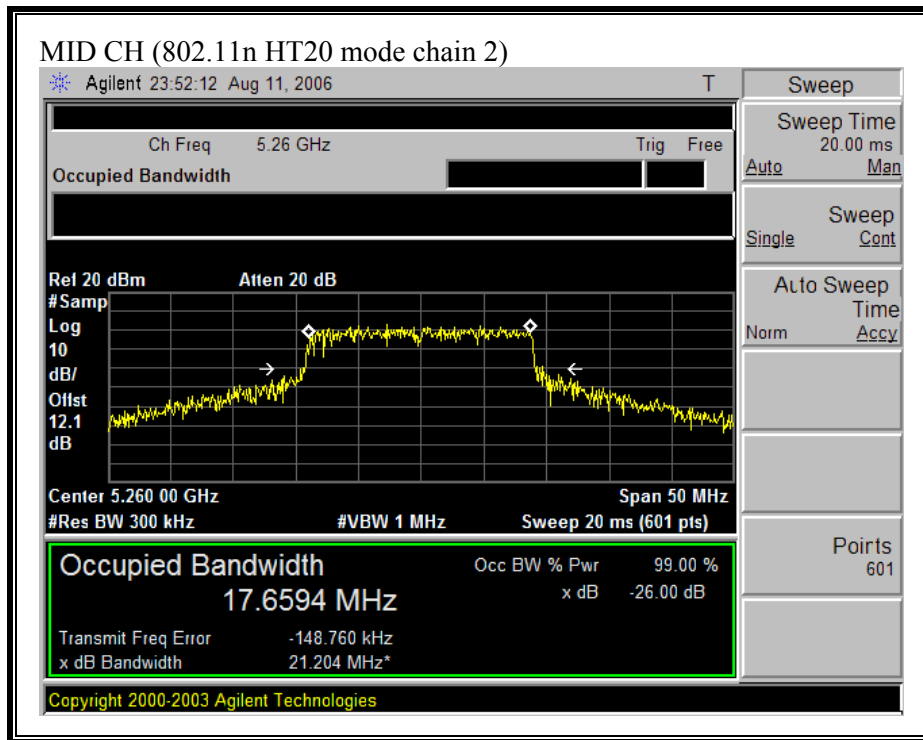 MID CH (802.11n HT20 mode chain 2)
Agilent 23:52:12 Aug 11, 2006 T
Sweep
Ch Freq 5.26 GHz Trig Free
Occupied Bandwidth
Sweep Time
20.00 ms
Auto Man
Sweep
Single Cont
Auto Sweep
Time
Norm Accy
Ref 20 dBm Atten 20 dB
#Samp
Log
10
dB/
Offst
12.1
dB
Center 5.260 00 GHz Span 50 MHz
#Res BW 300 kHz #VBW 1 MHz Sweep 20 ms (601 pts)
Points
601
Occupied Bandwidth
17.6594 MHz
Occ BW % Pwr 99.00 %
x dB -26.00 dB
Transmit Freq Error -148.760 kHz
x dB Bandwidth 21.204 MHz*
Copyright 2000-2003 Agilent Technologies